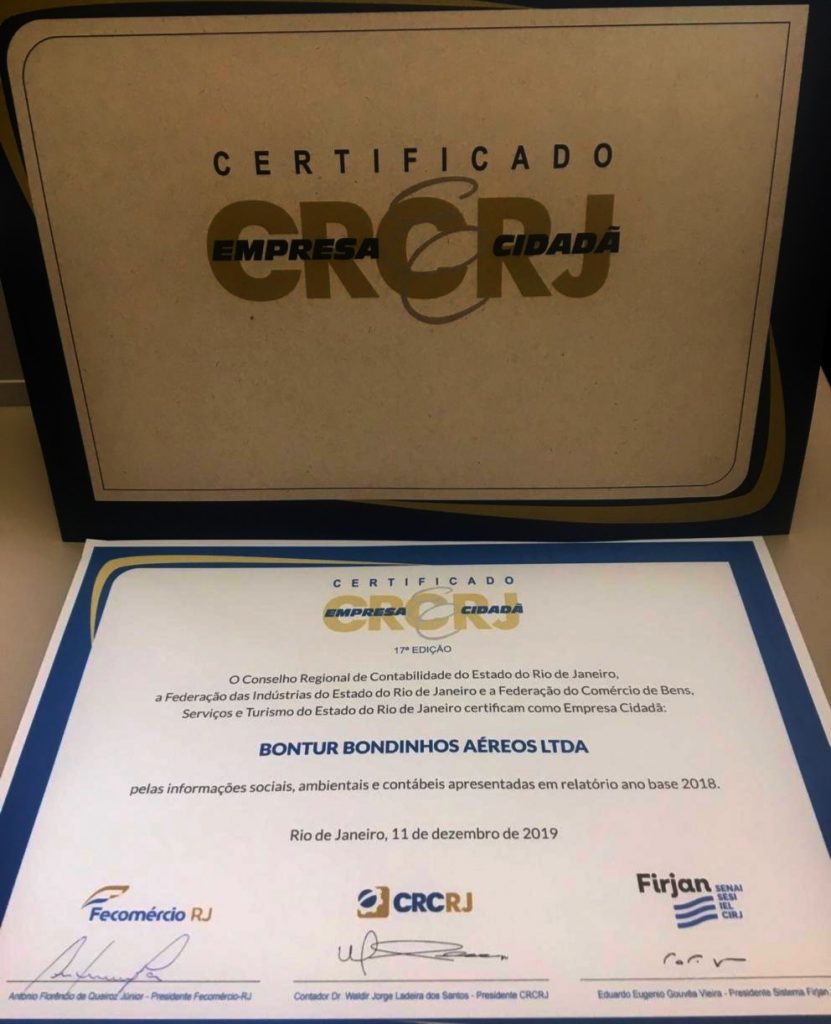 CERTIFICADO
CRCRJ
EMPRESA CIDADÃ
CERTIFICADO
CRCRJ
EMPRESA CIDADÃ
17ª EDIÇÃO
O Conselho Regional de Contabilidade do Estado do Rio de Janeiro,
a Federação das Indústrias do Estado do Rio de Janeiro e a Federação do Comércio de Bens,
Serviços e Turismo do Estado do Rio de Janeiro certificam como Empresa Cidadã:
BONTUR BONDINHOS AÉREOS LTDA
pelas informações sociais, ambientais e contábeis apresentadas em relatório ano base 2018.
Rio de Janeiro, 11 de dezembro de 2019
Fecomércio RJ
CRCRJ
Firjan SENAI
SESI
IEL
CIRJ
Antonio Florêncio de Queiroz Júnior - Presidente Fecomércio-RJ
Contador Dr. Waldir Jorge Ladeira dos Santos - Presidente CRCRJ
Eduardo Eugenio Gouvêa Vieira - Presidente Sistema Firjan